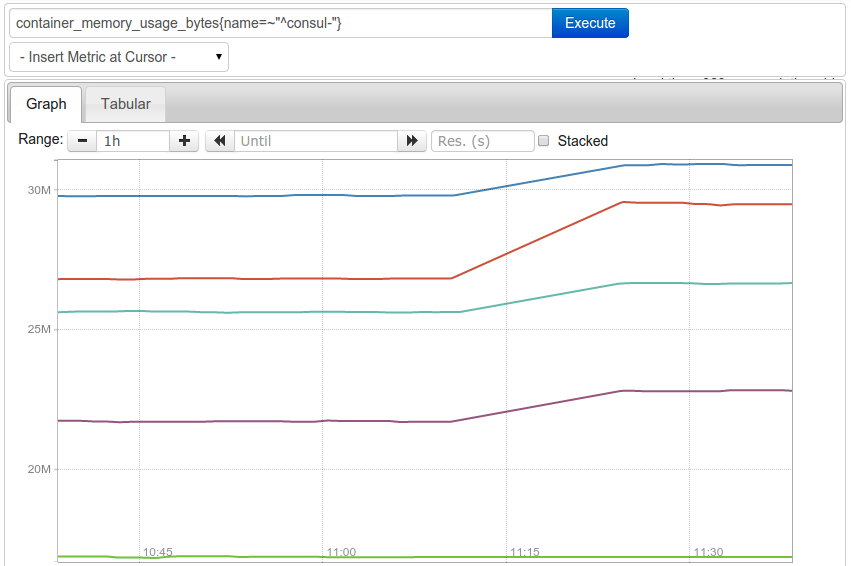 container_memory_usage_bytes{name=~"^consul-"}
Execute
- Insert Metric at Cursor -
Graph
Tabular
Range:
1h
Until
Res. (s)
Stacked
30M
25M
20M
10:45
11:00
11:15
11:30